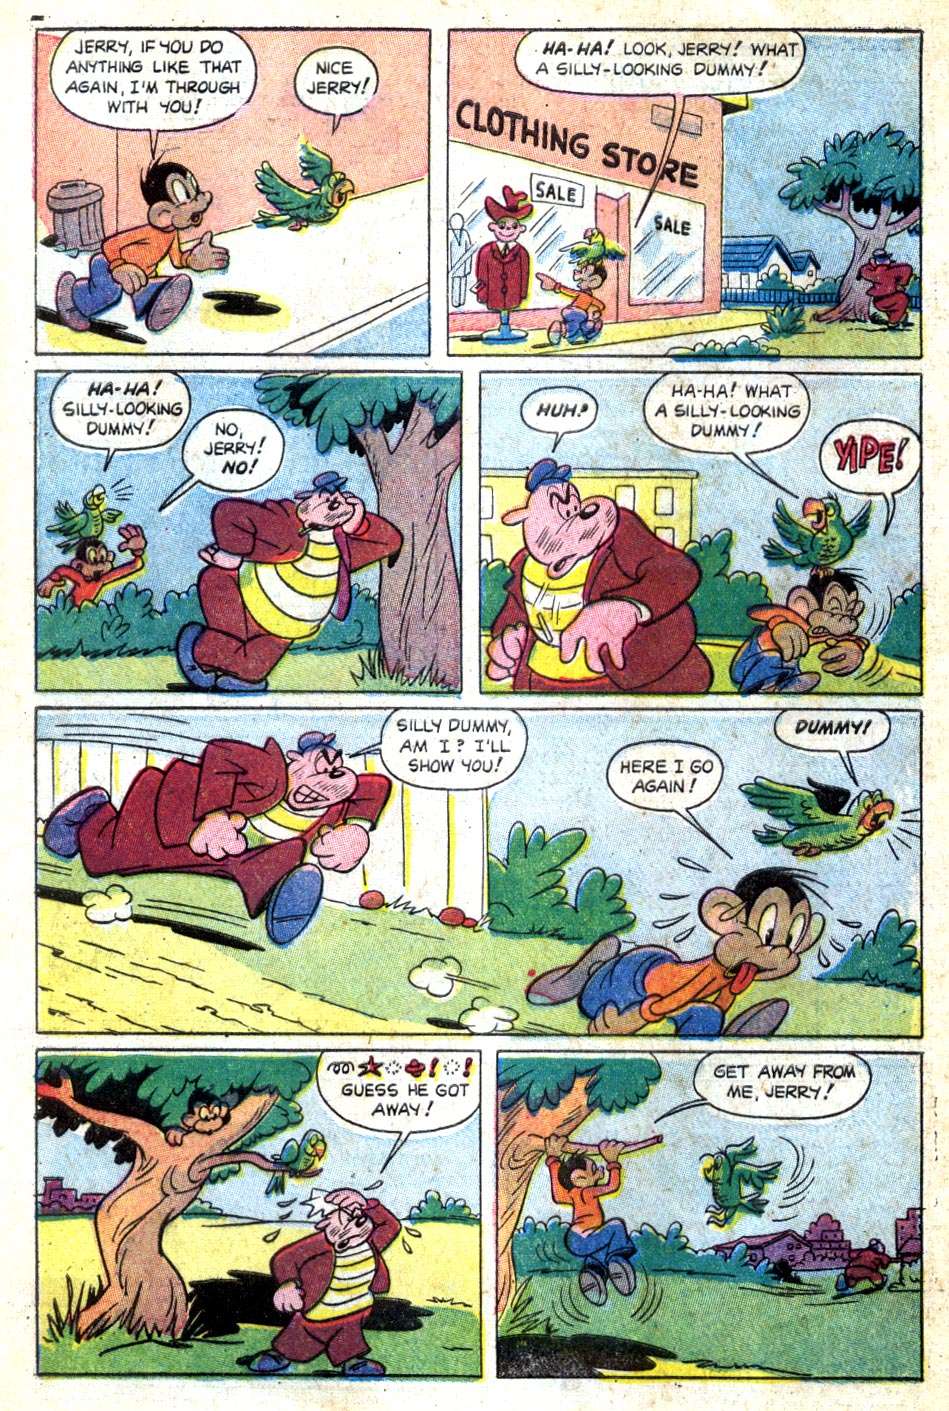 JERRY, IF YOU DO
ANYTHING LIKE THAT
AGAIN, I'M THROUGH
WITH YOU!
NICE
JERRY!
HA-HA! LOOK, JERRY! WHAT
A SILLY-LOOKING DUMMY!
CLOTHING STORE
SALE
SALE
HA-HA!
SILLY-LOOKING
DUMMY!
NO,
JERRY!
NO!
HUH?
HA-HA! WHAT
A SILLY-LOOKING
DUMMY!
YIPE!
SILLY DUMMY,
AM I? I'LL
SHOW YOU!
HERE I GO
AGAIN!
DUMMY!
! !
GUESS HE GOT
AWAY!
GET AWAY FROM
ME, JERRY!